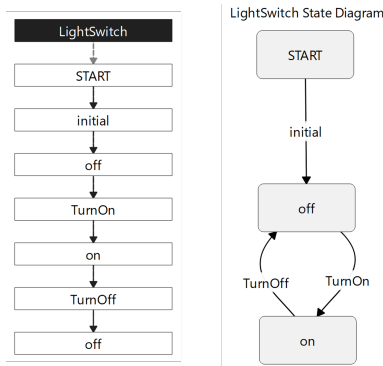 LightSwitch
START
initial
off
TurnOn
on
TurnOff
off
LightSwitch State Diagram
START
initial
off
TurnOff
TurnOn
on